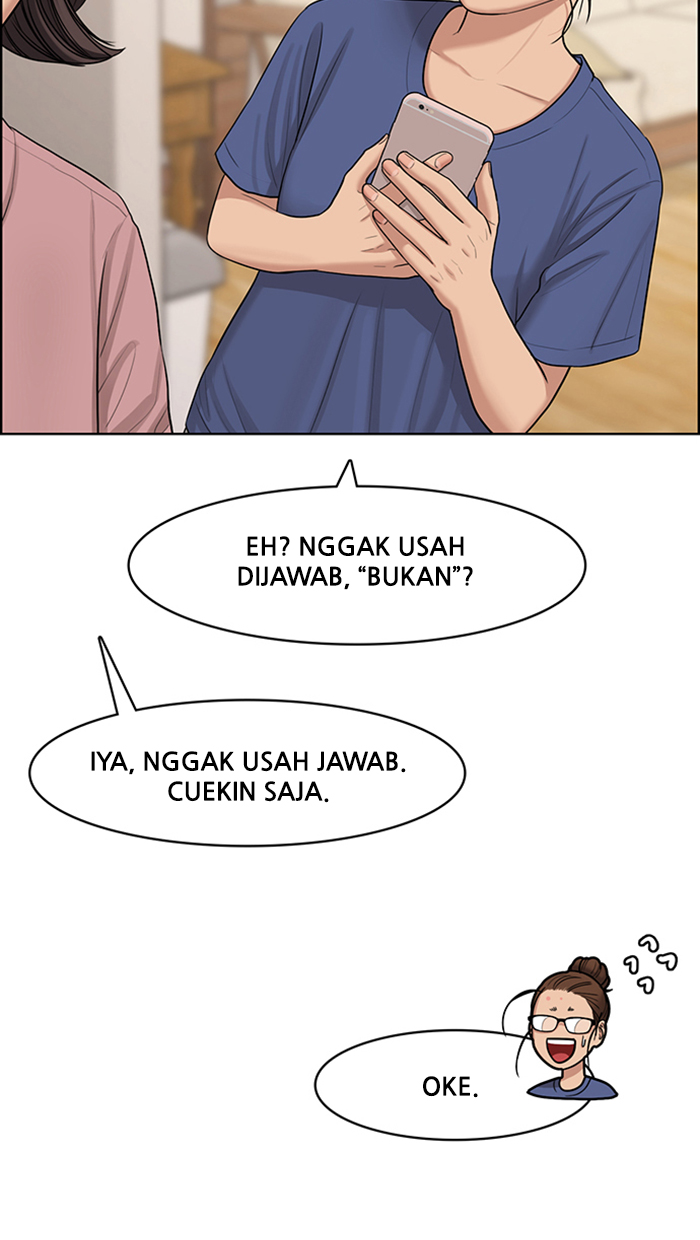 EH? NGGAK USAH
DIJAWAB, “BUKAN”?
IYA, NGGAK USAH JAWAB.
CUEKIN SAJA.
OKE.